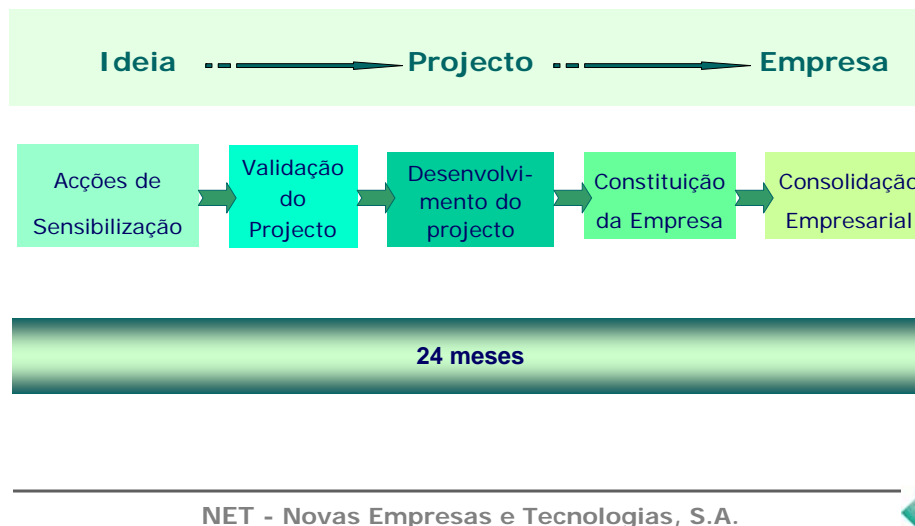 Ideia Projecto Empresa
Acções de
Sensibilização
Validação
do
Projecto
Desenvolvi-
mento do
projecto
Constituição
da Empresa
Consolidação
Empresarial
24 meses
NET - Novas Empresas e Tecnologias, S.A.